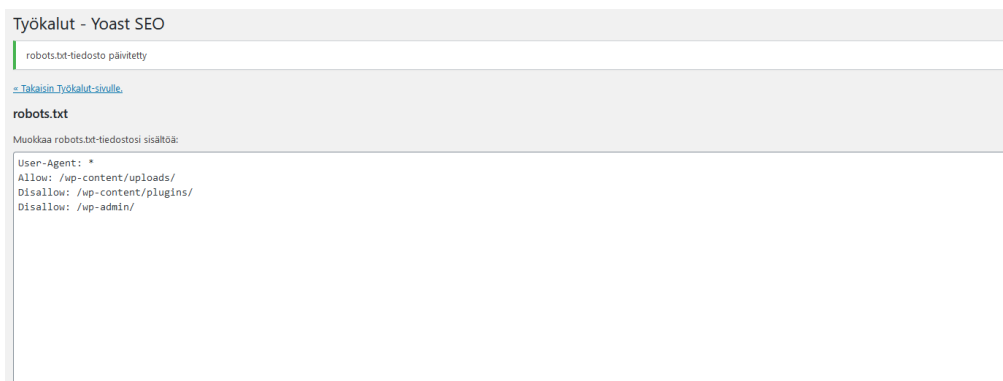 Työkalut - Yoast SEO
robots.txt-tiedosto päivitetty
« Takaisin Työkalut-sivulle.
robots.txt
Muokkaa robots.txt-tiedostosi sisältöä:
User-Agent: *
Allow: /wp-content/uploads/
Disallow: /wp-content/plugins/
Disallow: /wp-admin/